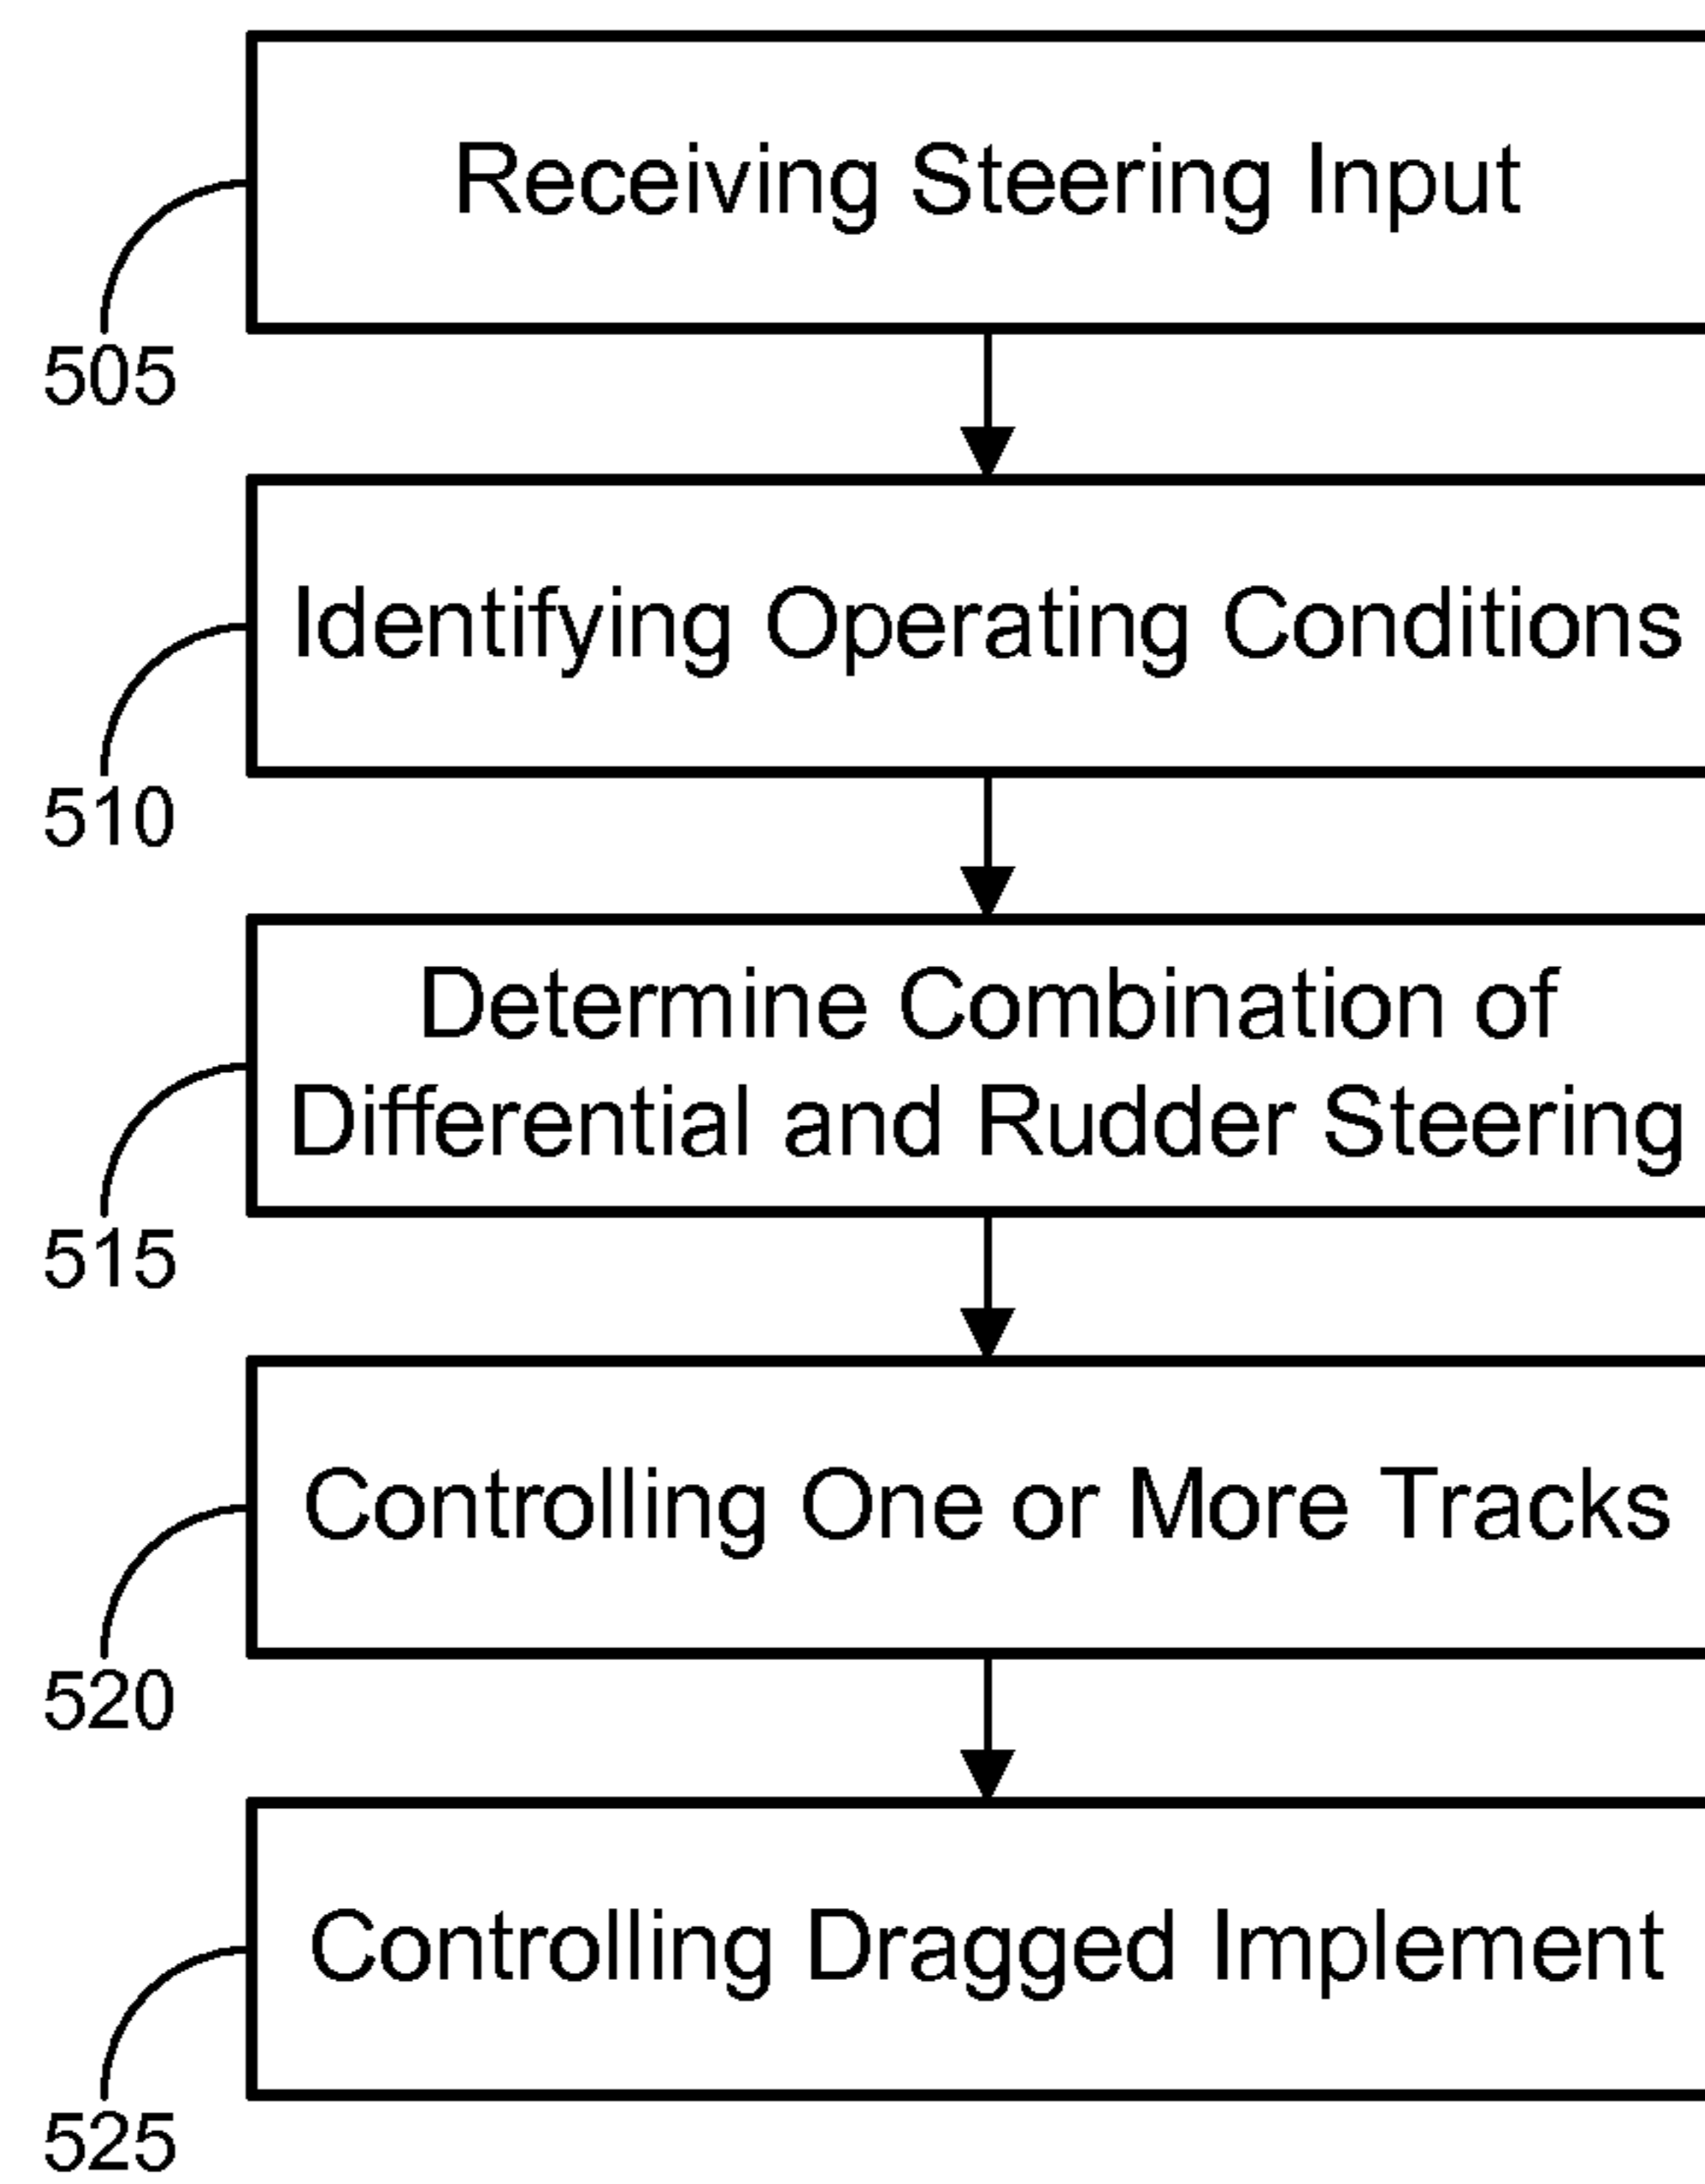 Receiving Steering Input
505
Identifying Operating Conditions
510
Determine Combination of
Differential and Rudder Steering
515
Controlling One or More Tracks
520
Controlling Dragged Implement
525